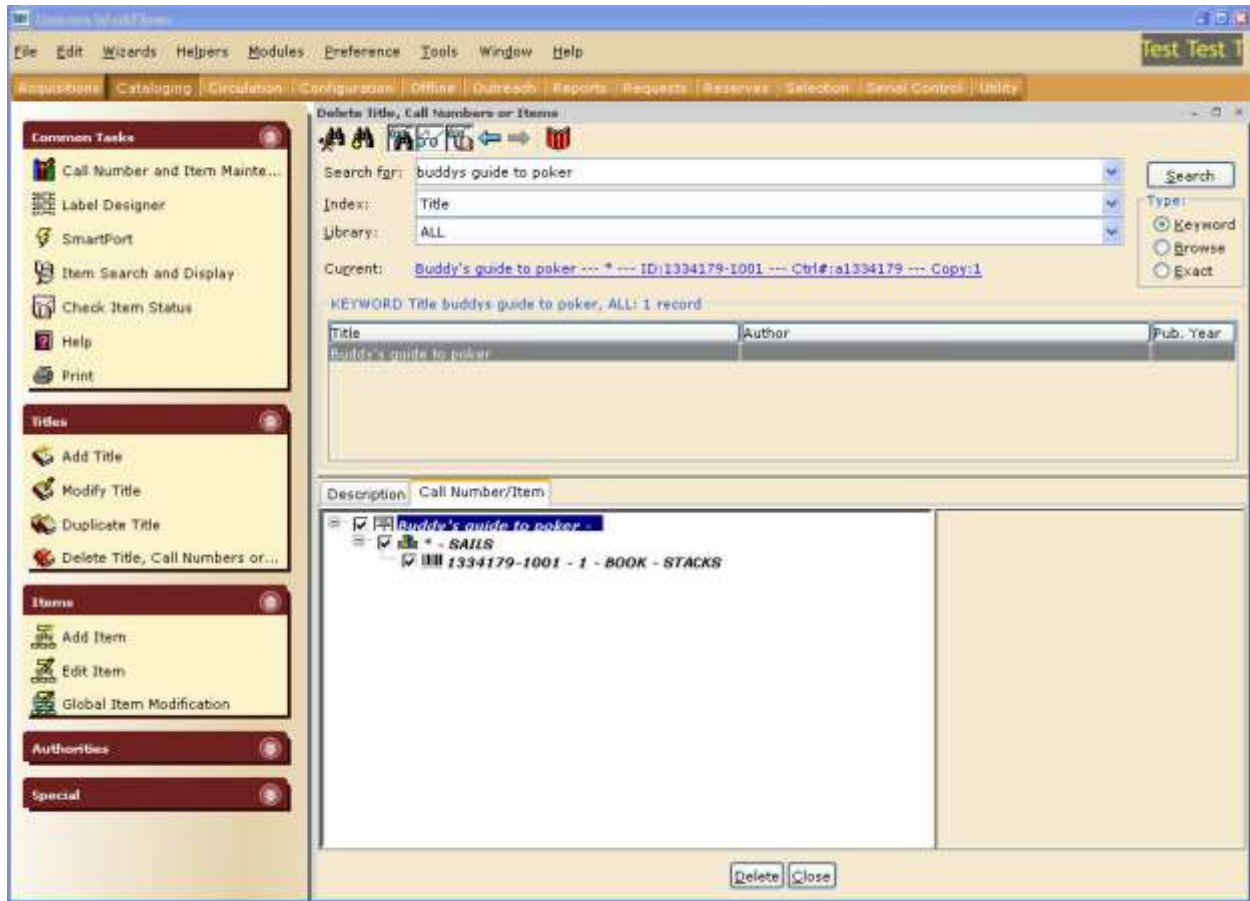 Unicorn WorkFlows
File Edit Wizards Helpers Modules Preference Tools Window Help
Test Test T
Acquisitions Cataloging Circulation Configuration Offline Outreach Reports Requests Reserves Selection Serial Control Utility
Common Tasks
Call Number and Item Mainte...
Label Designer
SmartPort
Item Search and Display
Check Item Status
Help
Print
Titles
Add Title
Modify Title
Duplicate Title
Delete Title, Call Numbers or...
Items
Add Item
Edit Item
Global Item Modification
Authorities
Special
Delete Title, Call Numbers or Items
Search for: buddys guide to poker
Search
Index: Title
Library: ALL
Type:
Keyword
Browse
Exact
Current: Buddy's guide to poker --- * --- ID:1334179-1001 --- Ctrl#:a1334179 --- Copy:1
KEYWORD Title buddys guide to poker, ALL: 1 record
Title Author Pub. Year
Buddy's guide to poker
Description Call Number/Item
Buddy's guide to poker -
* - SAILS
1334179-1001 - 1 - BOOK - STACKS
Delete Close